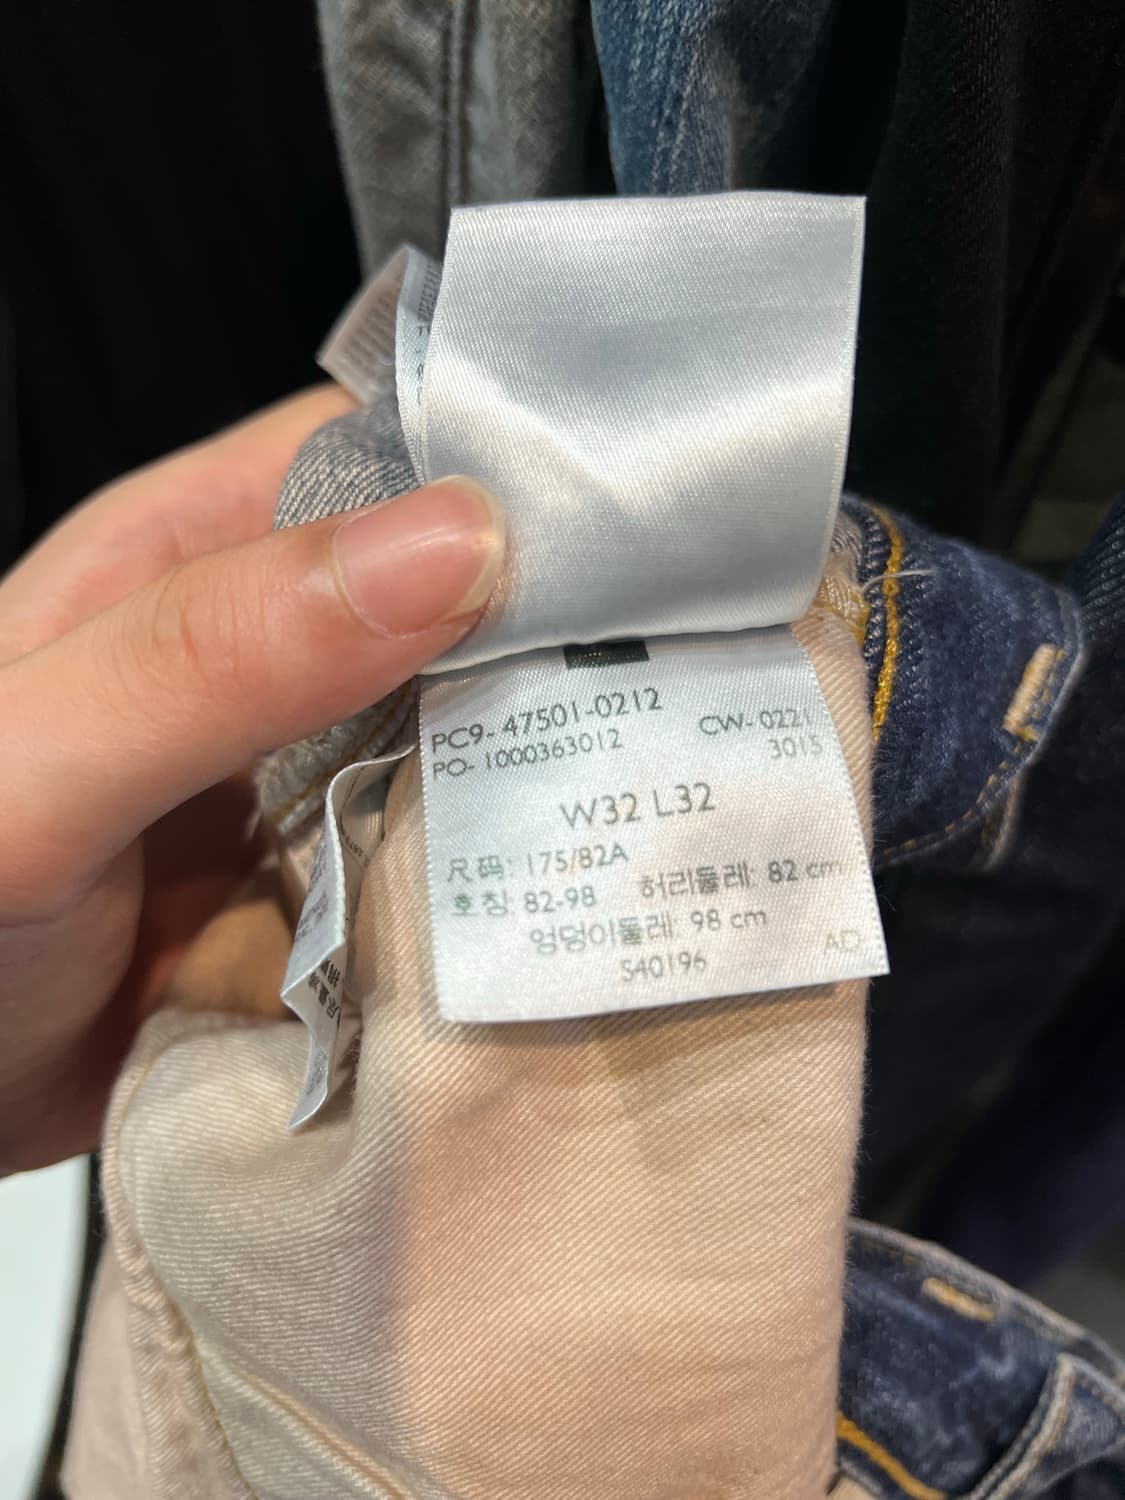 PC9- 47501-0212
CW- 0221
PO- 1000363012
3015
W32 L32
尺码: 175/82A
호칭 82-98 허리둘레: 82 cm
엉덩이둘레: 98 cm
S40196
AD